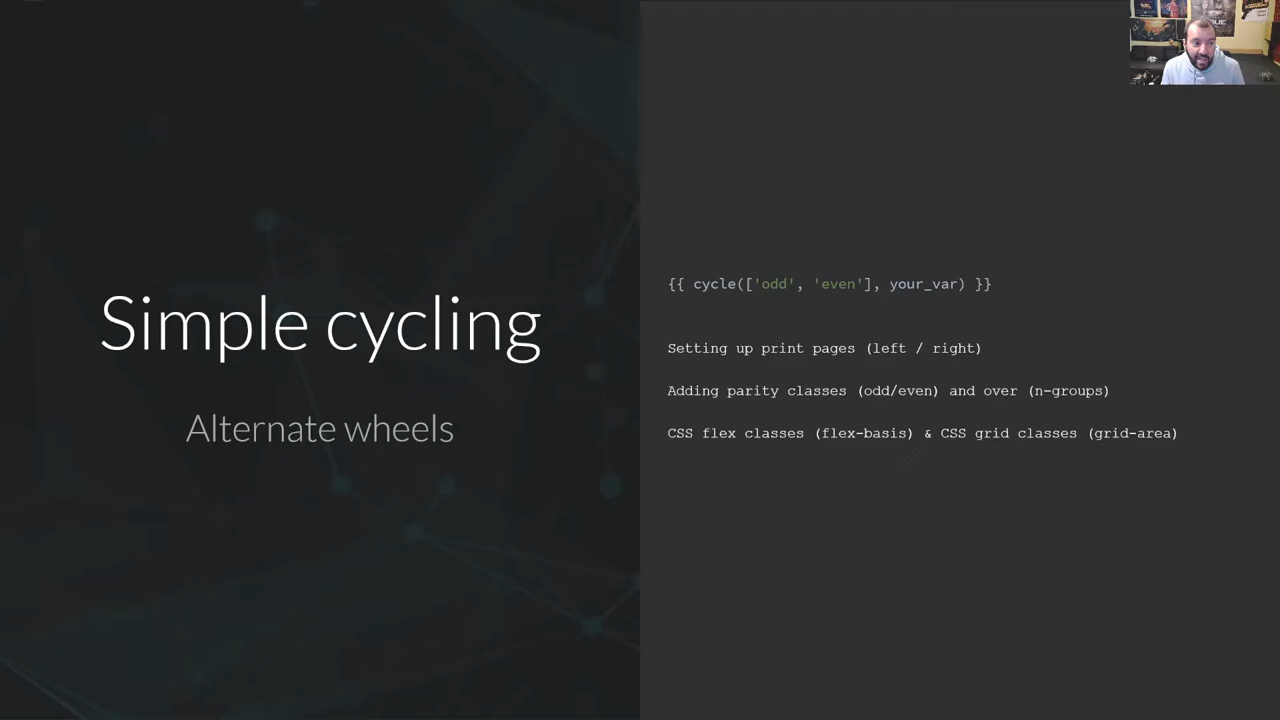 Simple cycling
Alternate wheels
{{ cycle(['odd', 'even'], your_var) }}
Setting up print pages (left / right)
Adding parity classes (odd/even) and over (n-groups)
CSS flex classes (flex-basis) & CSS grid classes (grid-area)